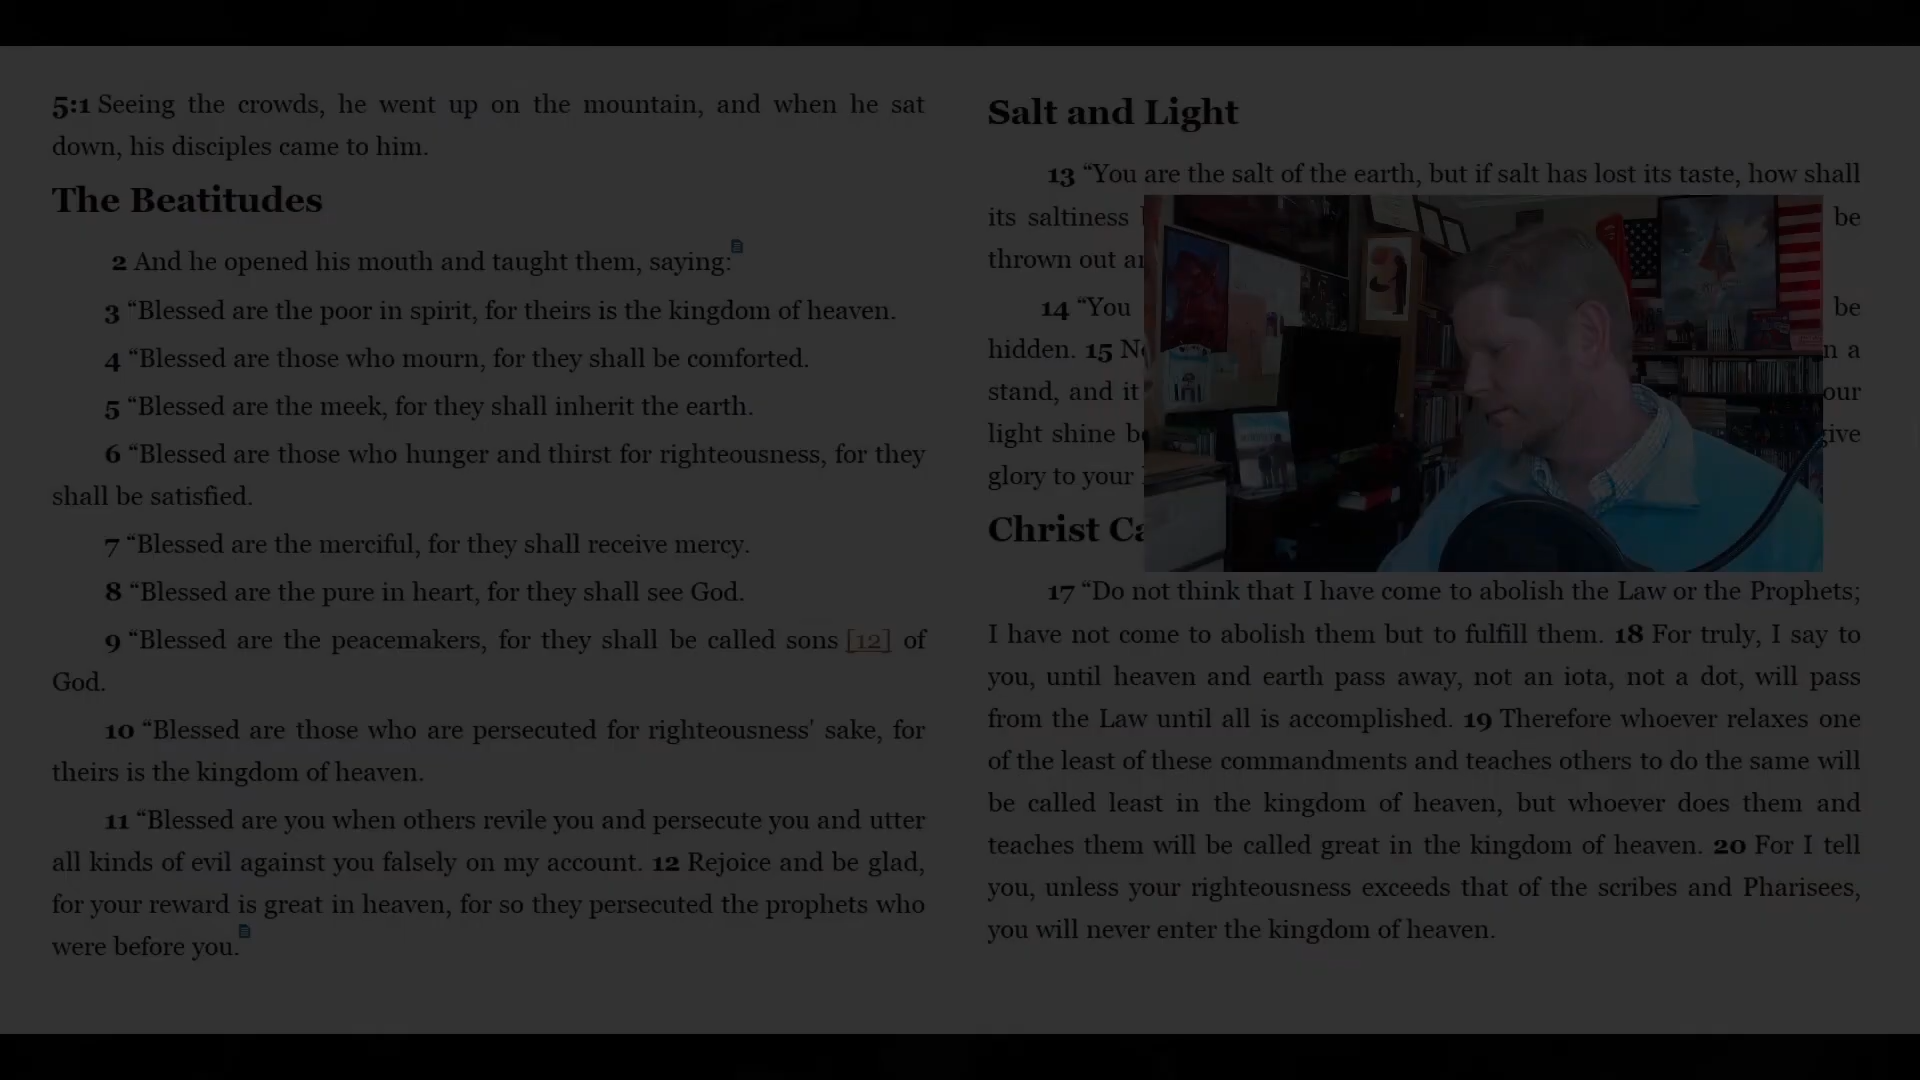 5:1 Seeing the crowds, he went up on the mountain, and when he sat
down, his disciples came to him.
The Beatitudes
2 And he opened his mouth and taught them, saying:
3 “Blessed are the poor in spirit, for theirs is the kingdom of heaven.
4 “Blessed are those who mourn, for they shall be comforted.
5 “Blessed are the meek, for they shall inherit the earth.
6 “Blessed are those who hunger and thirst for righteousness, for they
shall be satisfied.
7 “Blessed are the merciful, for they shall receive mercy.
8 “Blessed are the pure in heart, for they shall see God.
9 “Blessed are the peacemakers, for they shall be called sons [12] of
God.
10 “Blessed are those who are persecuted for righteousness' sake, for
theirs is the kingdom of heaven.
11 “Blessed are you when others revile you and persecute you and utter
all kinds of evil against you falsely on my account. 12 Rejoice and be glad,
for your reward is great in heaven, for so they persecuted the prophets who
were before you.
Salt and Light
13 “You are the salt of the earth, but if salt has lost its taste, how shall
its saltiness be
thrown out
14 “You be
hidden. 15 a
stand, and it
light shine
glory to your
Christ
17 “Do not think that I have come to abolish the Law or the Prophets;
I have not come to abolish them but to fulfill them. 18 For truly, I say to
you, until heaven and earth pass away, not an iota, not a dot, will pass
from the Law until all is accomplished. 19 Therefore whoever relaxes one
of the least of these commandments and teaches others to do the same will
be called least in the kingdom of heaven, but whoever does them and
teaches them will be called great in the kingdom of heaven. 20 For I tell
you, unless your righteousness exceeds that of the scribes and Pharisees,
you will never enter the kingdom of heaven.